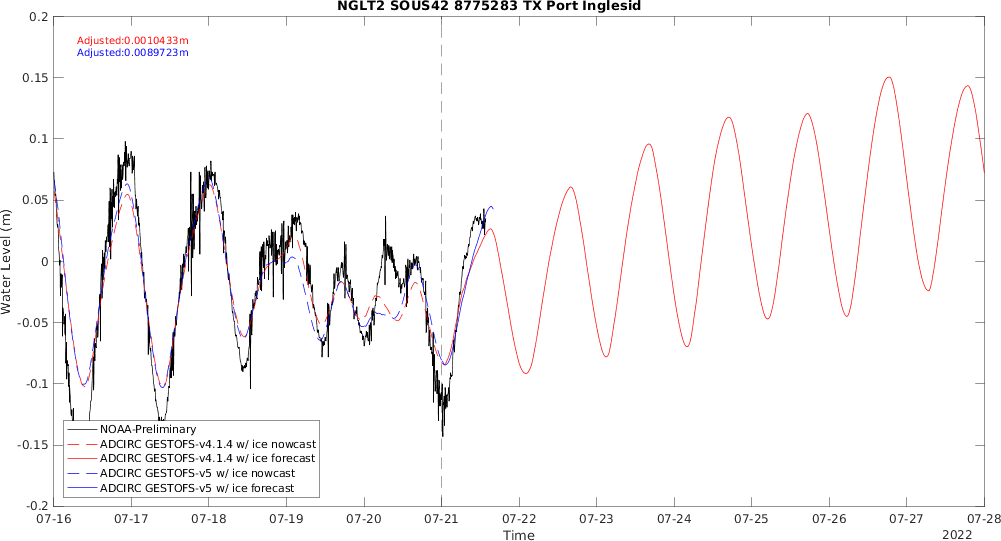 NGLT2 SOUS42 8775283 TX Port Inglesid
0.2
Adjusted:0.0010433m
Adjusted:0.0089723m
0.15
0.1
0.05
0
-0.05
-0.1
-0.15
-0.2
Water Level (m)
NOAA-Preliminary
ADCIRC GESTOFS-v4.1.4 w/ ice nowcast
ADCIRC GESTOFS-v4.1.4 w/ ice forecast
ADCIRC GESTOFS-v5 w/ ice nowcast
ADCIRC GESTOFS-v5 w/ ice forecast
07-16 07-17 07-18 07-19 07-20 07-21 07-22 07-23 07-24 07-25 07-26 07-27 07-28
Time
2022